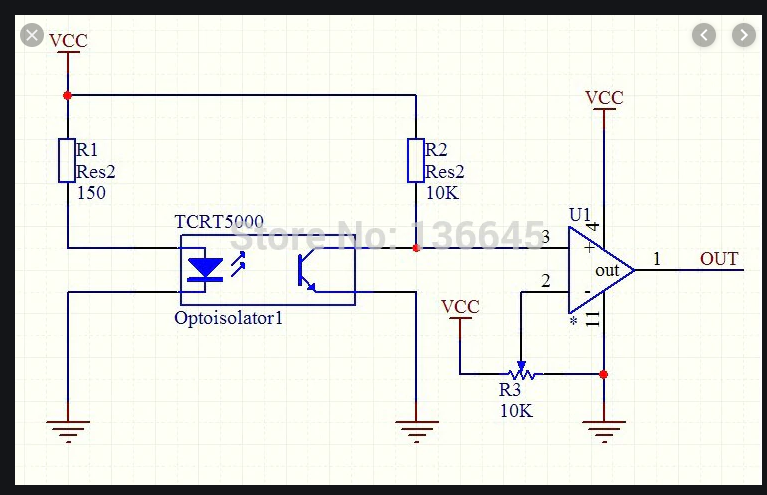 VCC
R1
Res2
150
R2
Res2
10K
TCRT5000
Optoisolator1
Store No: 136645
VCC
U1
4
3
+
out
1
OUT
2
-
*
11
VCC
R3
10K